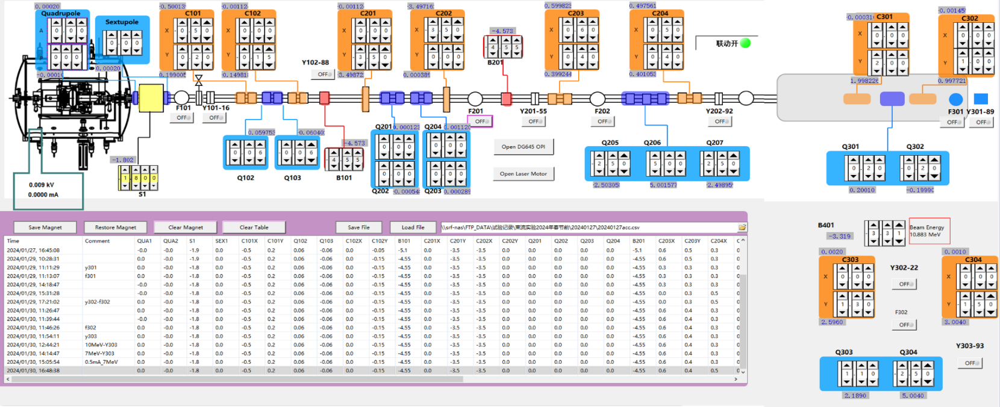 0.00020
Quadrupole
A 0 . 0 0
P 0 0 0
-0.0001
Sextupole
0 . 0 0
0.00020
-0.5001
C101
X -0 . 5 0
Y 0 . 2 0
0.199005
-0.00112
C102
X 0 . 0 0
Y -0 . 1 5
-0.14981
Y102-88
OFF
-0.00112
C201
X 0 . 0 0
Y -3 . 5 0
-3.49872
-3.4971
C202
X -3 . 5 0
Y 0 . 0 0
0.000389
-4.573
-4 . 5 5
B201
0.599823
C203
X 0 . 6 0
Y 0 . 4 0
0.399244
0.497561
C204
X 0 . 5 0
Y 0 . 4 0
0.401053
联动开
-0.00031
C301
X 0 . 0 0
Y 2 . 0 0
1.998226
-0.00145
C302
X 0 . 0 0
Y 1 . 0 0
0.997721
F101
OFF
Y101-16
OFF
F201
OFF
Y201-55
OFF
F202
OFF
Y202-92
OFF
F301
OFF
Y301-89
OFF
0.059753
0 . 0 6
Q102
-0.0604
-0 . 0 6
Q103
-4.573
-4 . 5 5
B101
Q201 0.000123
0 . 0 0
0 . 0 0
Q202 -0.00054
Q204 0.001120
0 . 0 0
0 . 0 0
Q203 0.000289
Open DG645 OPI
Open Laser Motor
Q205 Q206 Q207
-2 . 5 0 5 . 0 0 -2 . 5 0
-2.50305 5.001577 -2.4989
Q301 Q302
0 . 2 0 -0 . 2 0
0.20010 -0.1999
-1.802
-1 . 8 0 0
S1
0.009 kV
0.0000 mA
Save Magnet Restore Magnet Clear Magnet Clear Table Save File Load File \\srf-nas\FTP_DATA\试验记录\束流实验2024年春节前\20240127\20240127acc.csv
Time Comment QUA1 QUA2 S1 SEX1 C101X C101Y Q102 Q103 C102X C102Y B101 C201X C201Y C202X C202Y Q201 Q202 Q203 Q204 B201 C203X C203Y C204X C
2024/01/27, 16:45:08 -0.0 -0.0 -1.9 0.0 -0.5 0.2 0.06 -0.06 0.0 -0.05 -5.1 0.0 -3.5 -3.5 0.0 0.0 0.0 0.0 0.0 -5.1 0.6 0.5 0.3 0
2024/01/29, 10:28:31 0.0 -0.0 -1.9 0.0 -0.5 0.2 0.06 -0.06 0.0 -0.15 -4.55 0.0 -3.5 -3.5 0.0 0.0 0.0 0.0 0.0 -4.55 0.6 0.5 0.3 0
2024/01/29, 11:11:29 y301 0.0 -0.0 -1.8 0.0 -0.5 0.2 0.06 -0.06 0.0 -0.15 -4.55 0.0 -3.5 -3.5 0.0 0.0 0.0 0.0 0.0 -4.55 0.3 0.3 0.3 0
2024/01/29, 11:13:07 f301 0.0 -0.0 -1.8 0.0 -0.5 0.2 0.06 -0.06 0.0 -0.15 -4.55 0.0 -3.5 -3.5 0.0 0.0 0.0 0.0 0.0 -4.55 0.3 0.3 0.3 0
2024/01/29, 14:18:47 -0.0 -0.0 -1.8 0.0 -0.5 0.2 0.06 -0.06 0.0 -0.15 -4.55 0.0 -3.5 -3.5 0.0 0.0 0.0 0.0 0.0 -4.55 0.3 0.3 0.3 0
2024/01/29, 15:31:28 -0.0 -0.0 -1.8 0.0 -0.5 0.2 0.06 -0.06 0.0 -0.15 -4.55 0.0 -3.5 -3.5 0.0 0.0 0.0 0.0 0.0 -4.55 0.3 0.3 0.5 0
2024/01/29, 17:21:02 y302-f302 0.0 -0.0 -1.8 0.0 -0.5 0.2 0.06 -0.06 0.0 -0.15 -4.55 0.0 -3.5 -3.5 0.0 0.0 0.0 0.0 0.0 -4.55 0.3 0.3 0.5 0
2024/01/30, 11:26:47 0.0 -0.0 -1.8 0.0 -0.5 0.2 0.06 -0.06 0.0 -0.15 -4.55 0.0 -3.5 -3.5 0.0 0.0 0.0 0.0 0.0 -4.55 0.6 0.4 0.3 0
2024/01/30, 11:39:44 -0.0 -0.0 -1.8 0.0 -0.5 0.2 0.06 -0.06 0.0 -0.15 -4.55 0.0 -3.5 -3.5 0.0 0.0 0.0 0.0 0.0 -4.55 0.6 0.4 0.3 0
2024/01/30, 11:46:26 f302 0.0 -0.0 -1.8 0.0 -0.5 0.2 0.06 -0.06 0.0 -0.15 -4.55 0.0 -3.5 -3.5 0.0 0.0 0.0 0.0 0.0 -4.55 0.6 0.4 0.3 0
2024/01/30, 11:54:11 y303 0.0 -0.0 -1.8 0.0 -0.5 0.2 0.06 -0.06 0.0 -0.15 -4.55 0.0 -3.5 -3.5 0.0 0.0 0.0 0.0 0.0 -4.55 0.6 0.4 0.3 0
2024/01/30, 12:44:21 10MeV-Y303 0.0 -0.0 -1.8 0.0 -0.5 0.2 0.06 -0.06 0.0 -0.15 -4.55 0.0 -3.5 -3.5 0.0 0.0 0.0 0.0 0.0 -4.55 0.6 0.4 0.3 0
2024/01/30, 14:14:47 7MeV-Y303 0.0 -0.0 -1.8 0.0 -0.5 0.2 0.06 -0.06 0.0 -0.15 -4.55 0.0 -3.5 -3.5 0.0 0.0 0.0 0.0 0.0 -4.55 0.6 0.4 0.3 0
2024/01/30, 15:05:54 0.5mA_7MeV 0.0 -0.0 -1.8 0.0 -0.5 0.2 0.06 -0.06 0.0 -0.15 -4.55 0.0 -3.5 -3.5 0.0 0.0 0.0 0.0 0.0 -4.55 0.6 0.4 0.3 0
2024/01/30, 16:48:38 0.0 -0.0 -1.8 0.0 -0.5 0.2 0.06 -0.06 0.0 -0.15 -4.55 0.0 -3.5 -3.5 0.0 0.0 0.0 0.0 0.0 -4.55 0.6 0.4 0.5 0
B401
-3.319
-3 . 3 1
Beam Energy
10.883 MeV
0.0020
C303
X 0 . 0 0
Y 1 . 3 0
2.5960
Y302-22
OFF
F302
OFF
0.0010
C304
X 0 . 0 0
Y -1 . 5 0
3.0040
Y303-93
OFF
Q303 Q304
1 . 1 0 -2 . 5 0
2.1890 5.0040